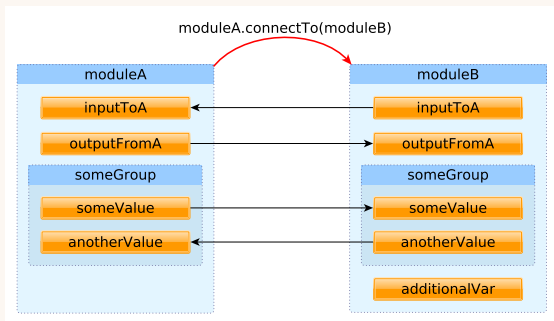 moduleA.connectTo(moduleB)
moduleA
inputToA
outputFromA
someGroup
someValue
anotherValue
moduleB
inputToA
outputFromA
someGroup
someValue
anotherValue
additionalVar